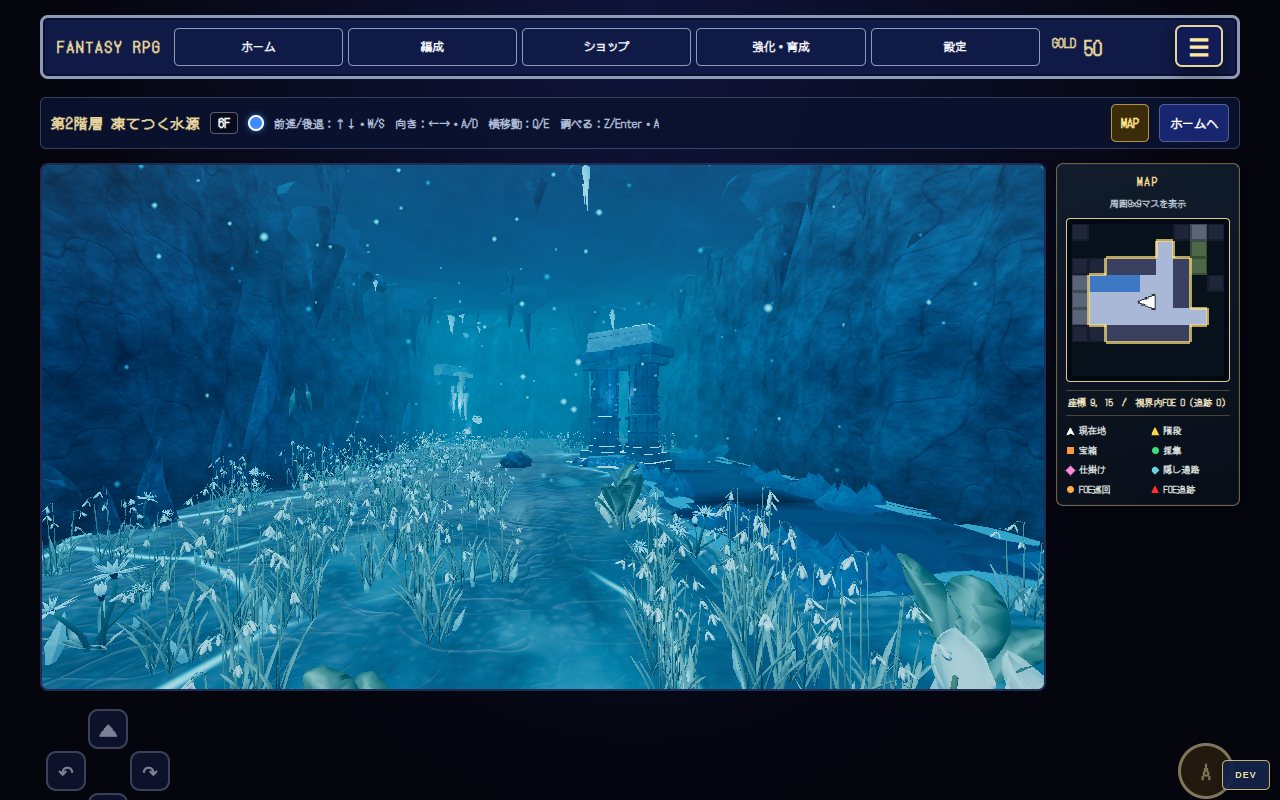 FANTASY RPG ホーム 編成 ショップ 強化・育成 設定 GOLD 50
第2階層 凍てつく水源 6F 前進/後退：↑↓・W/S 向き：←→・A/D 横移動：Q/E 調べる：Z/Enter・A MAP ホームへ
MAP
周囲9x9マスを表示
座標 9, 15 / 視界内FOE 0 (追跡 0)
現在地 階段
宝箱 採集
仕掛け 隠し通路
FOE巡回 FOE追跡
A
DEV